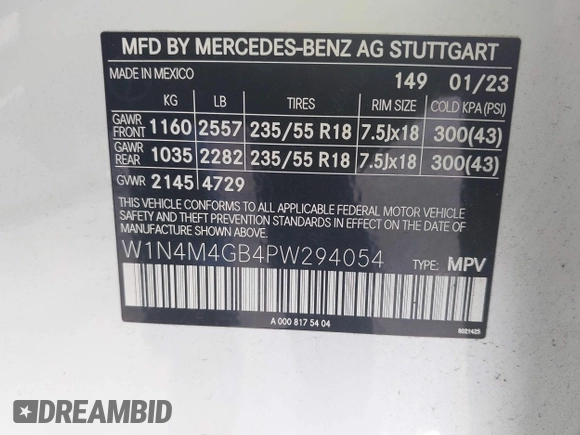 MFD BY MERCEDES-BENZ AG STUTTGART
MADE IN MEXICO 149 01/23
KG LB TIRES RIM SIZE COLD KPA(PSI)
GAWR FRONT 1160 2557 235/55 R18 7.5Jx18 300(43)
GAWR REAR 1035 2282 235/55 R18 7.5Jx18 300(43)
GVWR 2145 4729
THIS VEHICLE CONFORMS TO ALL APPLICABLE FEDERAL MOTOR VEHICLE
SAFETY AND THEFT PREVENTION STANDARDS IN EFFECT ON THE DATE OF
MANUFACTURE SHOWN ABOVE.
W1N4M4GB4PW294054 TYPE: MPV
A 000 817 54 04
8021425
DREAMBID